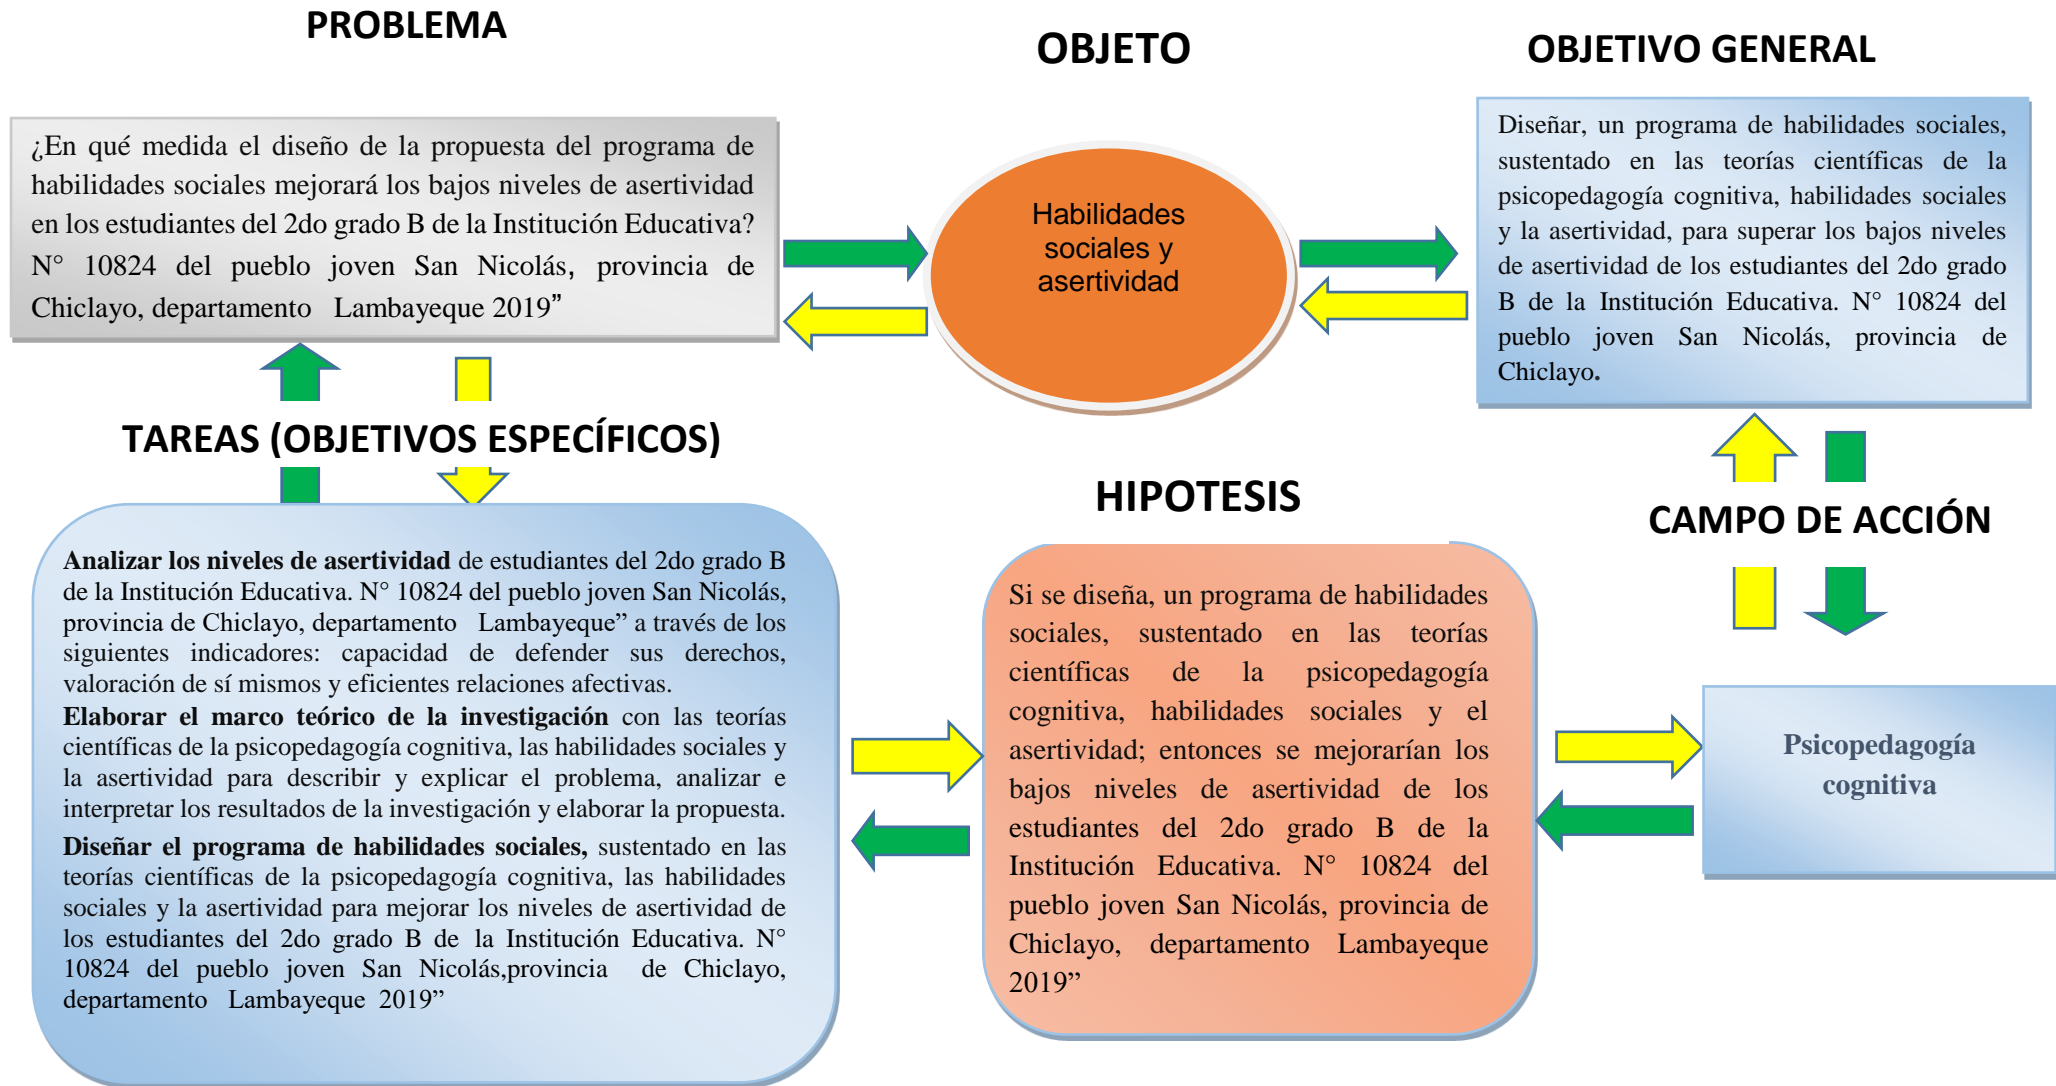 PROBLEMA
¿En qué medida el diseño de la propuesta del programa de
habilidades sociales mejorará los bajos niveles de asertividad
en los estudiantes del 2do grado B de la Institución Educativa?
N° 10824 del pueblo joven San Nicolás, provincia de
Chiclayo, departamento Lambayeque 2019”
OBJETO
Habilidades
sociales y
asertividad
OBJETIVO GENERAL
Diseñar, un programa de habilidades sociales,
sustentado en las teorías científicas de la
psicopedagogía cognitiva, habilidades sociales
y la asertividad, para superar los bajos niveles
de asertividad de los estudiantes del 2do grado
B de la Institución Educativa. N° 10824 del
pueblo joven San Nicolás, provincia de
Chiclayo.
TAREAS (OBJETIVOS ESPECÍFICOS)
Analizar los niveles de asertividad de estudiantes del 2do grado B
de la Institución Educativa. N° 10824 del pueblo joven San Nicolás,
provincia de Chiclayo, departamento Lambayeque” a través de los
siguientes indicadores: capacidad de defender sus derechos,
valoración de sí mismos y eficientes relaciones afectivas.
Elaborar el marco teórico de la investigación con las teorías
científicas de la psicopedagogía cognitiva, las habilidades sociales y
la asertividad para describir y explicar el problema, analizar e
interpretar los resultados de la investigación y elaborar la propuesta.
Diseñar el programa de habilidades sociales, sustentado en las
teorías científicas de la psicopedagogía cognitiva, las habilidades
sociales y la asertividad para mejorar los niveles de asertividad de
los estudiantes del 2do grado B de la Institución Educativa. N°
10824 del pueblo joven San Nicolás,provincia de Chiclayo,
departamento Lambayeque 2019”
HIPOTESIS
Si se diseña, un programa de habilidades
sociales, sustentado en las teorías
científicas de la psicopedagogía
cognitiva, habilidades sociales y el
asertividad; entonces se mejorarían los
bajos niveles de asertividad de los
estudiantes del 2do grado B de la
Institución Educativa. N° 10824 del
pueblo joven San Nicolás, provincia de
Chiclayo, departamento Lambayeque
2019”
CAMPO DE ACCIÓN
Psicopedagogía
cognitiva